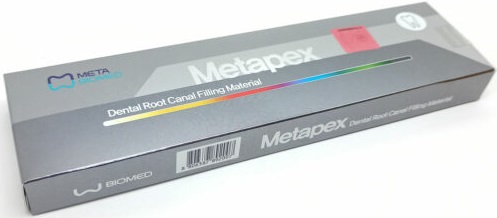 META
BIOMED
Metapex
Dental Root Canal Filling Material
Metapex Dental Root Canal Filling Material
BIOMED